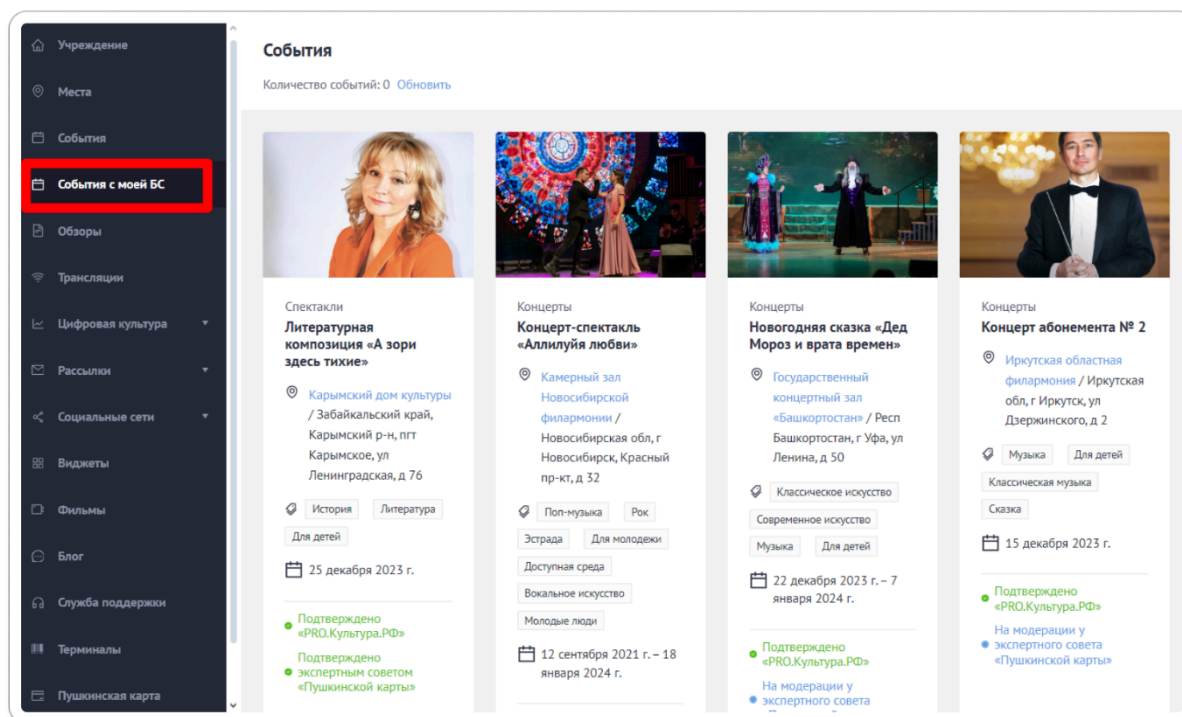 Учреждение
Места
События
События с моей БС
Обзоры
Трансляции
Цифровая культура
Рассылки
Социальные сети
Виджеты
Фильмы
Блог
Служба поддержки
Терминалы
Пушкинская карта
События
Количество событий: 0 Обновить
Спектакли
Литературная
композиция «А зори
здесь тихие»
Карымский дом культуры
/ Забайкальский край,
Карымский р-н, пгт
Карымское, ул
Ленинградская, д 76
История Литература
Для детей
25 декабря 2023 г.
Подтверждено
«PRO.Культура.РФ»
Подтверждено
экспертным советом
«Пушкинской карты»
Концерты
Концерт-спектакль
«Аллилуйя любви»
Камерный зал
Новосибирской
филармонии /
Новосибирская обл, г
Новосибирск, Красный
пр-кт, д 32
Поп-музыка Рок
Эстрада Для молодежи
Доступная среда
Вокальное искусство
Молодые люди
12 сентября 2021 г. – 18
января 2024 г.
Концерты
Новогодняя сказка «Дед
Мороз и врата времен»
Государственный
концертный зал
«Башкортостан» / Респ
Башкортостан, г Уфа, ул
Ленина, д 50
Классическое искусство
Современное искусство
Музыка Для детей
22 декабря 2023 г. – 7
января 2024 г.
Подтверждено
«PRO.Культура.РФ»
На модерации у
экспертного совета
Концерты
Концерт абонемента № 2
Иркутская областная
филармония / Иркутская
обл, г Иркутск, ул
Дзержинского, д 2
Музыка Для детей
Классическая музыка
Сказка
15 декабря 2023 г.
Подтверждено
«PRO.Культура.РФ»
На модерации у
экспертного совета
«Пушкинской карты»